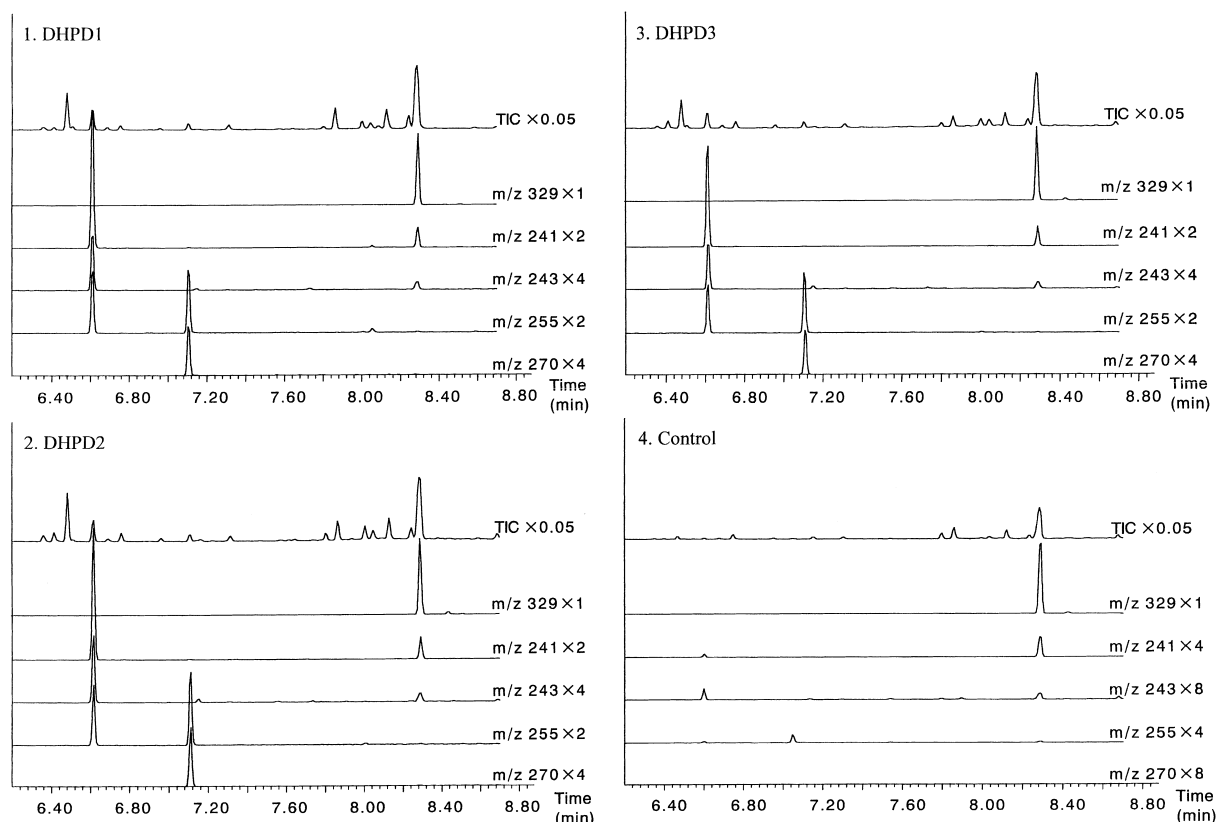 1. DHPD1
TIC ×0.05
m/z 329×1
m/z 241×2
m/z 243×4
m/z 255×2
m/z 270×4
6.40 6.80 7.20 7.60 8.00 8.40 8.80
Time
(min)
3. DHPD3
TIC ×0.05
m/z 329×1
m/z 241×2
m/z 243×4
m/z 255×2
m/z 270×4
6.40 6.80 7.20 7.60 8.00 8.40 8.80
Time
(min)
2. DHPD2
TIC ×0.05
m/z 329×1
m/z 241×2
m/z 243×4
m/z 255×2
m/z 270×4
6.40 6.80 7.20 7.60 8.00 8.40 8.80
Time
(min)
4. Control
TIC ×0.05
m/z 329×1
m/z 241×4
m/z 243×8
m/z 255×4
m/z 270×8
6.40 6.80 7.20 7.60 8.00 8.40 8.80
Time
(min)